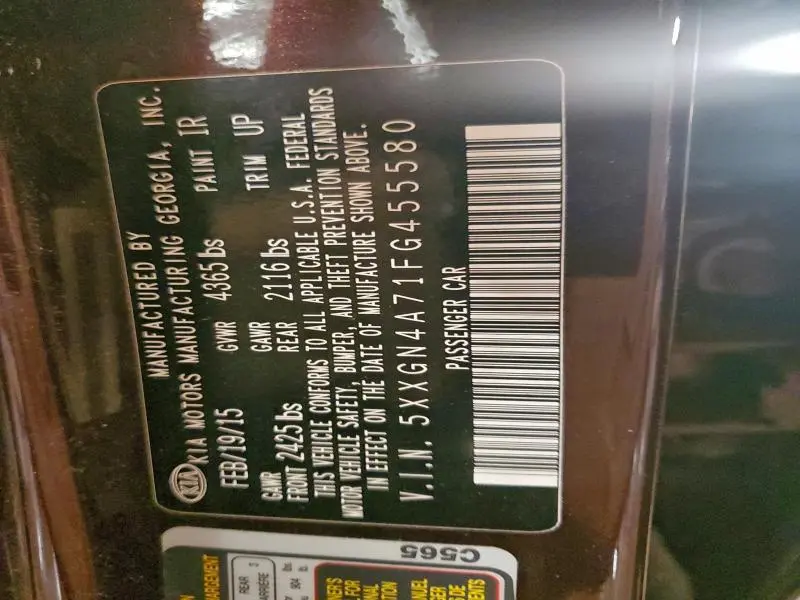 MANUFACTURED BY
KIA KIA MOTORS MANUFACTURING GEORGIA, INC.
FEB/19/15 GVWR 4365 lbs PAINT IR
GAWR FRONT 2425 lbs GAWR REAR 2116 lbs TRIM UP
THIS VEHICLE CONFORMS TO ALL APPLICABLE U.S.A. FEDERAL
MOTOR VEHICLE SAFETY, BUMPER, AND THEFT PREVENTION STANDARDS
IN EFFECT ON THE DATE OF MANUFACTURE SHOWN ABOVE.
V.I.N. 5XXGN4A71FG455580
PASSENGER CAR
C565
REAR